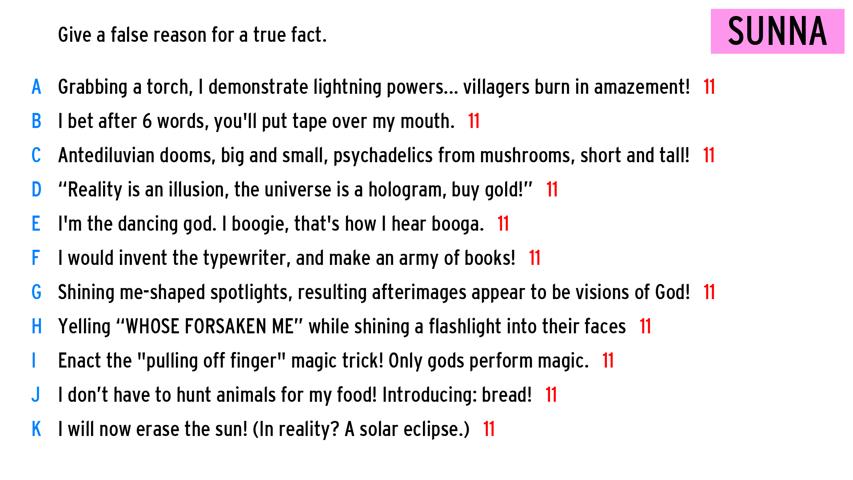 Give a false reason for a true fact.
SUNNA
A Grabbing a torch, I demonstrate lightning powers... villagers burn in amazement! 11
B I bet after 6 words, you'll put tape over my mouth. 11
C Antediluvian dooms, big and small, psychadelics from mushrooms, short and tall! 11
D “Reality is an illusion, the universe is a hologram, buy gold!” 11
E I'm the dancing god. I boogie, that's how I hear booga. 11
F I would invent the typewriter, and make an army of books! 11
G Shining me-shaped spotlights, resulting afterimages appear to be visions of God! 11
H Yelling “WHOSE FORSAKEN ME” while shining a flashlight into their faces 11
I Enact the "pulling off finger" magic trick! Only gods perform magic. 11
J I don’t have to hunt animals for my food! Introducing: bread! 11
K I will now erase the sun! (In reality? A solar eclipse.) 11